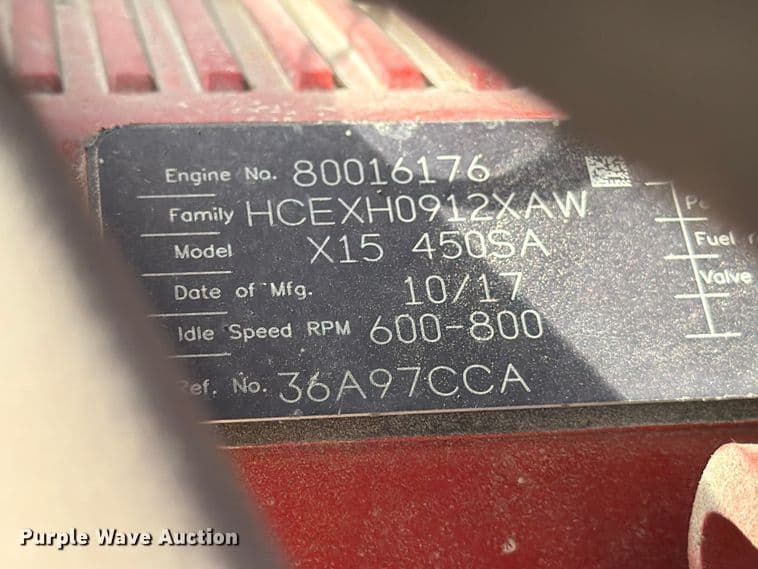 Engine No. 80016176
Family HCEXH0912XAW
Model X15 450SA
Date of Mfg. 10/17
Idle Speed RPM 600-800
Ref. No. 36A97CCA
Fuel
Valve
Purple Wave Auction